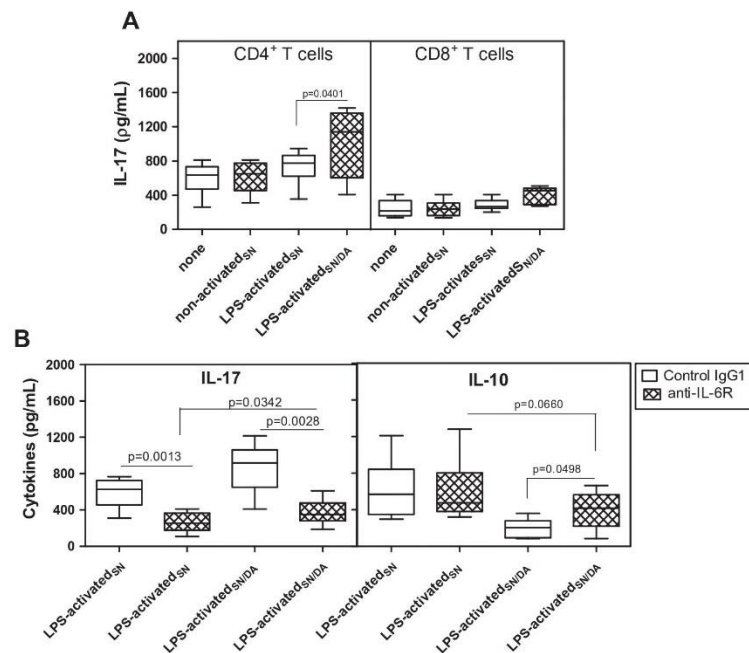 A
CD4+ T cells
CD8+ T cells
p=0.0401
IL-17 (ρg/mL)
2000
1600
1200
800
400
0
none
non-activatedSN
LPS-activatedSN
LPS-activatedSN/DA
none
non-activatedSN
LPS-activatesSN
LPS-activatedSN/DA
B
IL-17
IL-10
Control IgG1
anti-IL-6R
Cytokines (pg/mL)
2000
1600
1200
800
400
0
p=0.0342
p=0.0028
p=0.0013
p=0.0660
p=0.0498
LPS-activatedSN
LPS-activatedSN
LPS-activatedSN/DA
LPS-activatedSN/DA
LPS-activatedSN
LPS-activatedSN
LPS-activatedSN/DA
LPS-activatedSN/DA